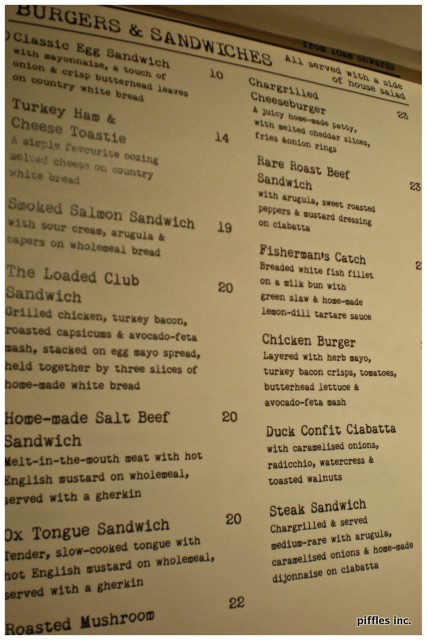 BURGERS & SANDWICHES
from 10am onwards
All served with a side
of house salad
Classic Egg Sandwich 10
with mayonnaise, a touch of
onion & crisp butterhead leaves
on country white bread
Turkey Ham &
Cheese Toastie 14
A simple favourite oozing
melted cheese on country
white bread
Smoked Salmon Sandwich 19
with sour cream, arugula &
capers on wholemeal bread
The Loaded Club 20
Sandwich
Grilled chicken, turkey bacon,
roasted capsicums & avocado-feta
mash, stacked on egg mayo spread,
held together by three slices of
home-made white bread
Home-made Salt Beef 20
Sandwich
Melt-in-the-mouth meat with hot
English mustard on wholemeal,
served with a gherkin
Ox Tongue Sandwich 20
Tender, slow-cooked tongue with
hot English mustard on wholemeal,
served with a gherkin
Roasted Mushroom 22
Chargrilled 23
Cheeseburger
A juicy home-made patty,
with melted cheddar slices,
fries &onion rings
Rare Roast Beef 23
Sandwich
with arugula, sweet roasted
peppers & mustard dressing
on ciabatta
Fisherman's Catch
Breaded white fish fillet
on a milk bun with
green slaw & home-made
lemon-dill tartare sauce
Chicken Burger
Layered with herb mayo,
turkey bacon crisps, tomatoes,
butterhead lettuce &
avocado-feta mash
Duck Confit Ciabatta
with caramelised onions,
radicchio, watercress &
toasted walnuts
Steak Sandwich
Chargrilled & served
medium-rare with arugula,
caramelised onions & home-made
dijonnaise on ciabatta
piffles inc.